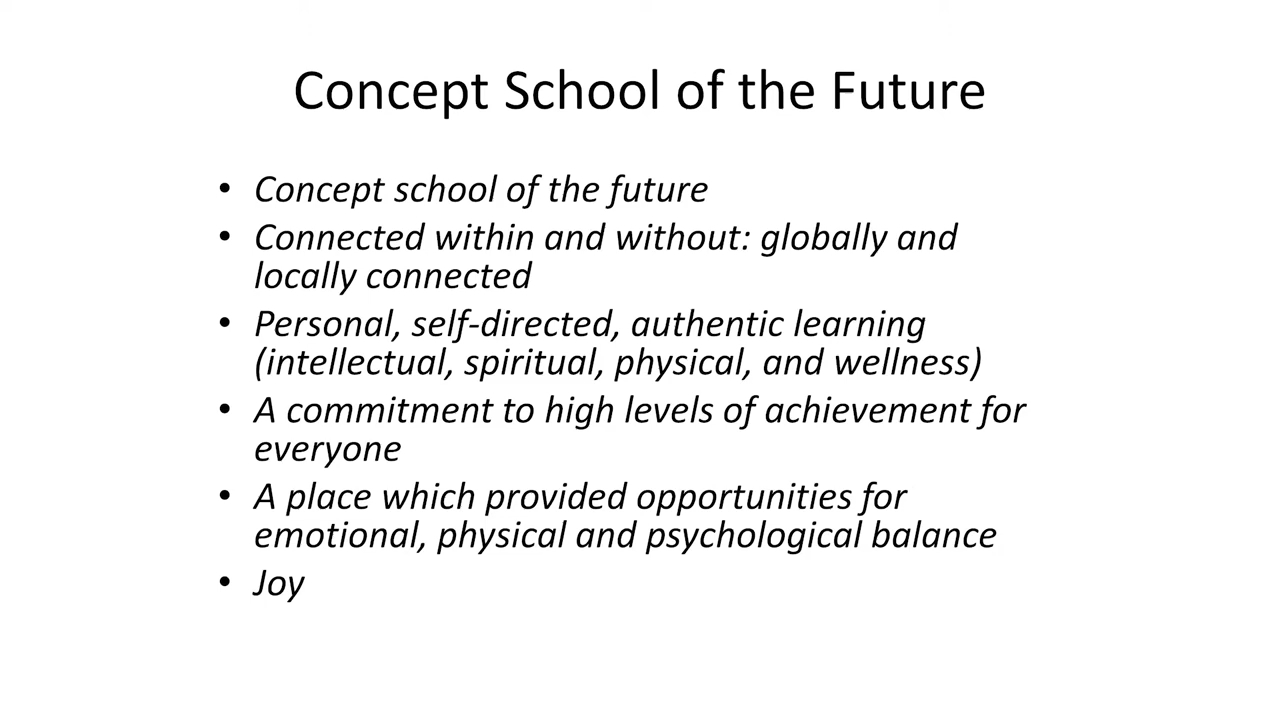 Concept School of the Future
• Concept school of the future
• Connected within and without: globally and
locally connected
• Personal, self-directed, authentic learning
(intellectual, spiritual, physical, and wellness)
• A commitment to high levels of achievement for
everyone
• A place which provided opportunities for
emotional, physical and psychological balance
• Joy